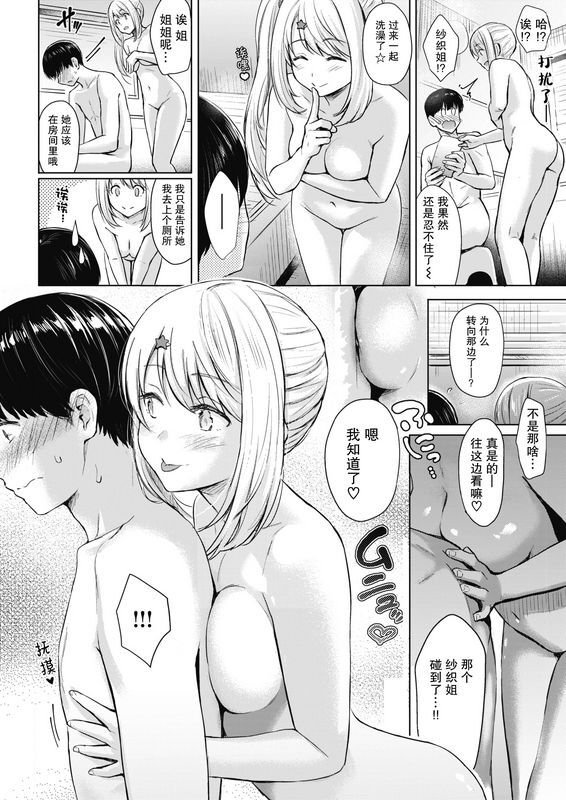 哈!?
诶!?
纱织姐!?
打扰了
我果然
还是忍
不住了~
过来一起
洗澡了☆
诶嘿♡
诶 姐
姐姐呢…
她应该
在房间里哦
我只是告诉她
我去上个厕所
诶诶…
为什么
转向那边了ー?
不是那啥…
真是的ー
往这边看嘛♡
那个
纱织姐
碰到了…!!
嗯
我知道了♡
!!!
抚摸♡